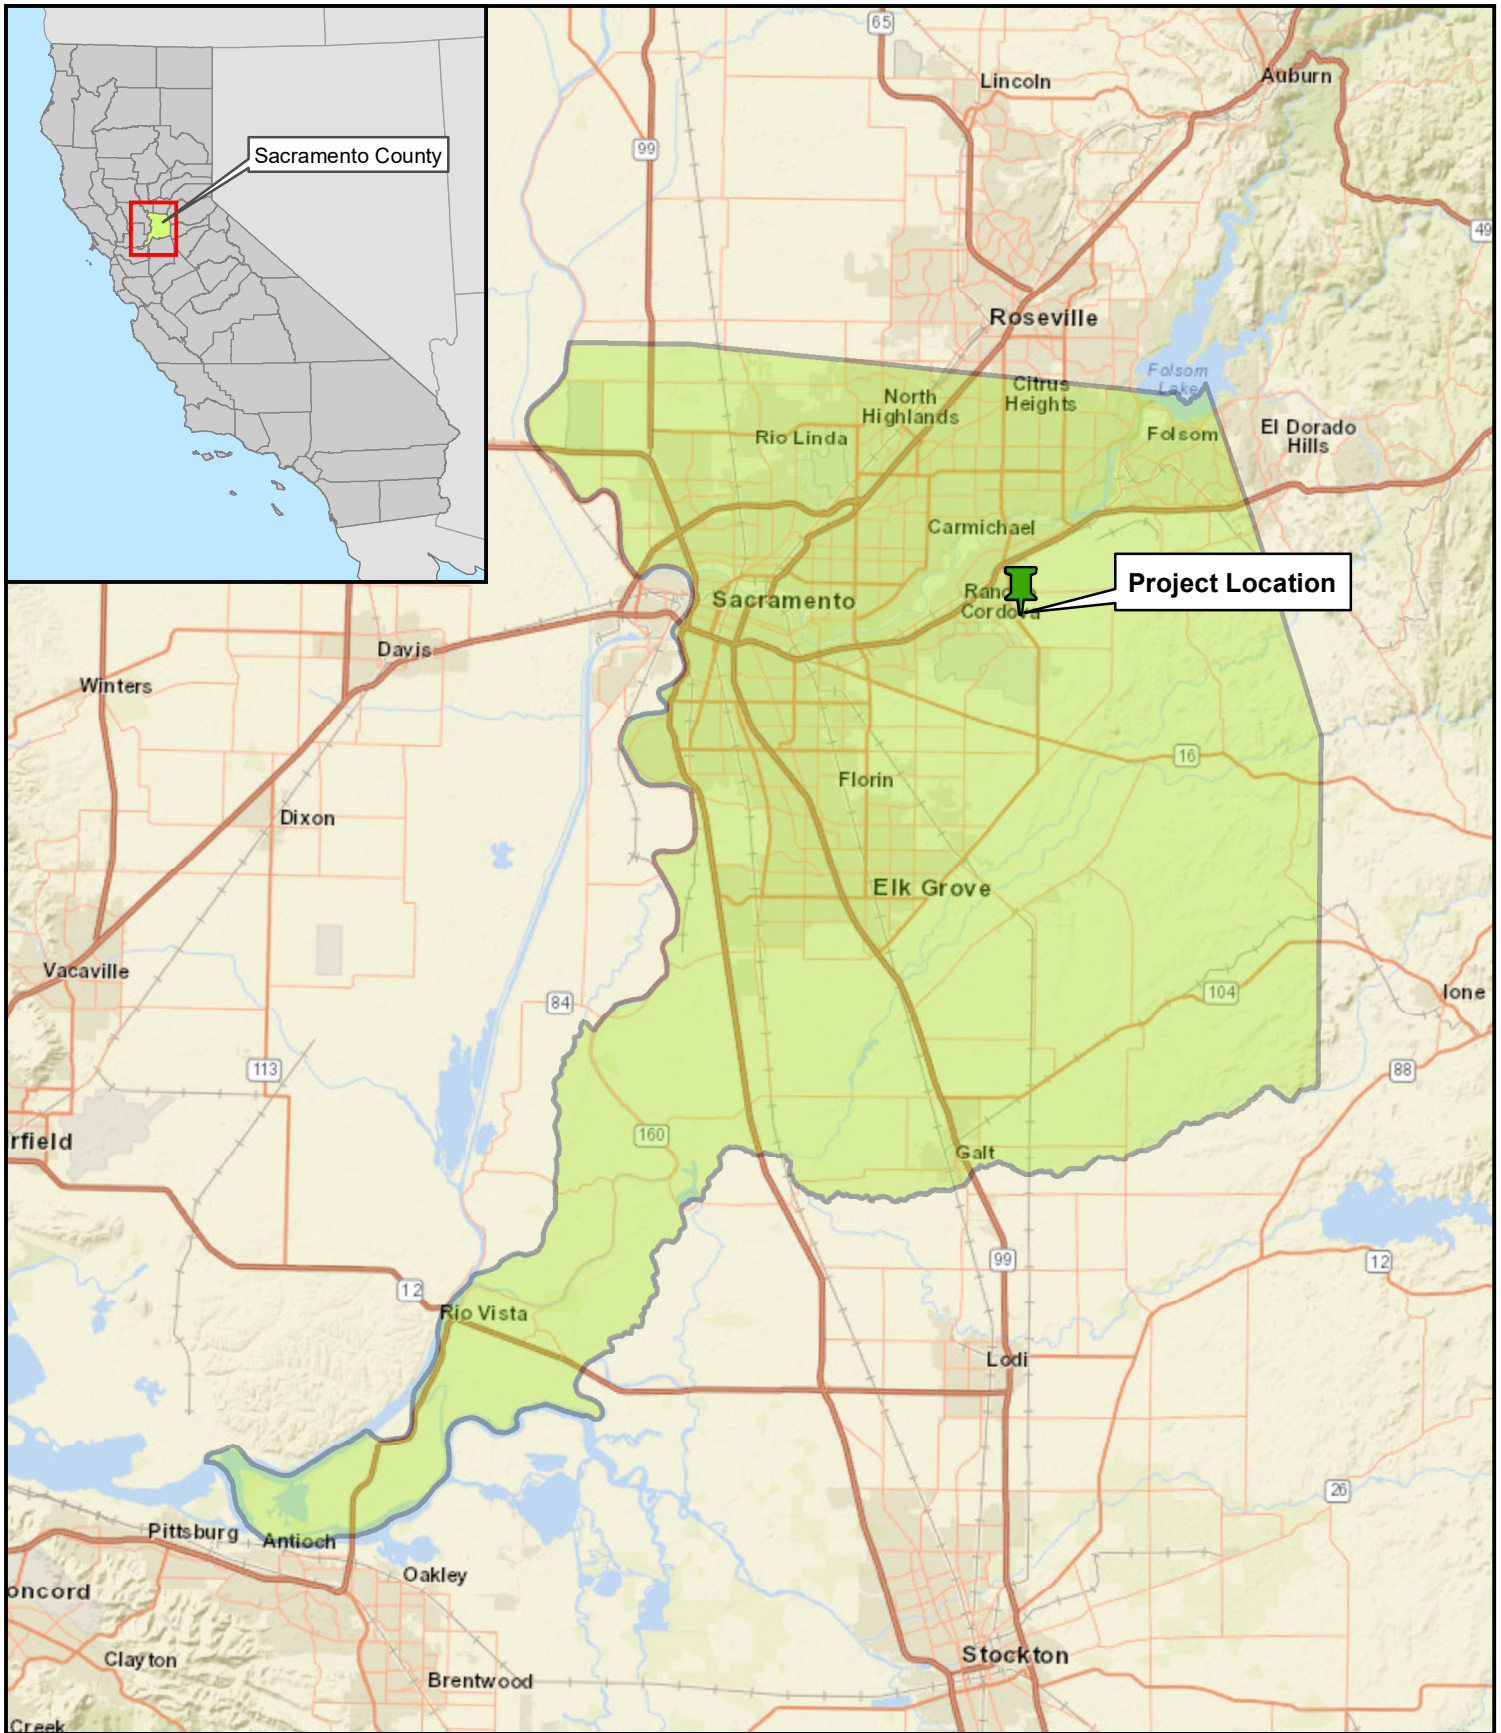 Sacramento County
65
Lincoln
Auburn
99
49
Roseville
Folsom
Lake
Citrus
Heights
North
Highlands
Rio Linda
Folsom
El Dorado
Hills
Carmichael
Project Location
Sacramento
Cordova
Davis
Winters
16
Florin
Dixon
Elk Grove
Vacaville
84
104
Ione
113
88
rfield
160
Galt
99
12
12
Rio Vista
Lodi
26
Pittsburg
Antioch
Oakley
oncord
Clayton
Stockton
Brentwood
Creek